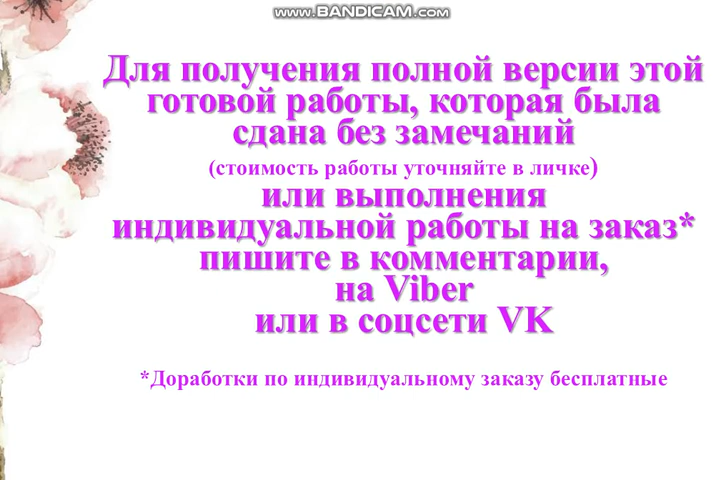 www.BANDICAM.com
Для получения полной версии этой
готовой работы, которая была
сдана без замечаний
(стоимость работы уточняйте в личке)
или выполнения
индивидуальной работы на заказ*
пишите в комментарии,
на Viber
или в соцсети VK
*Доработки по индивидуальному заказу бесплатные